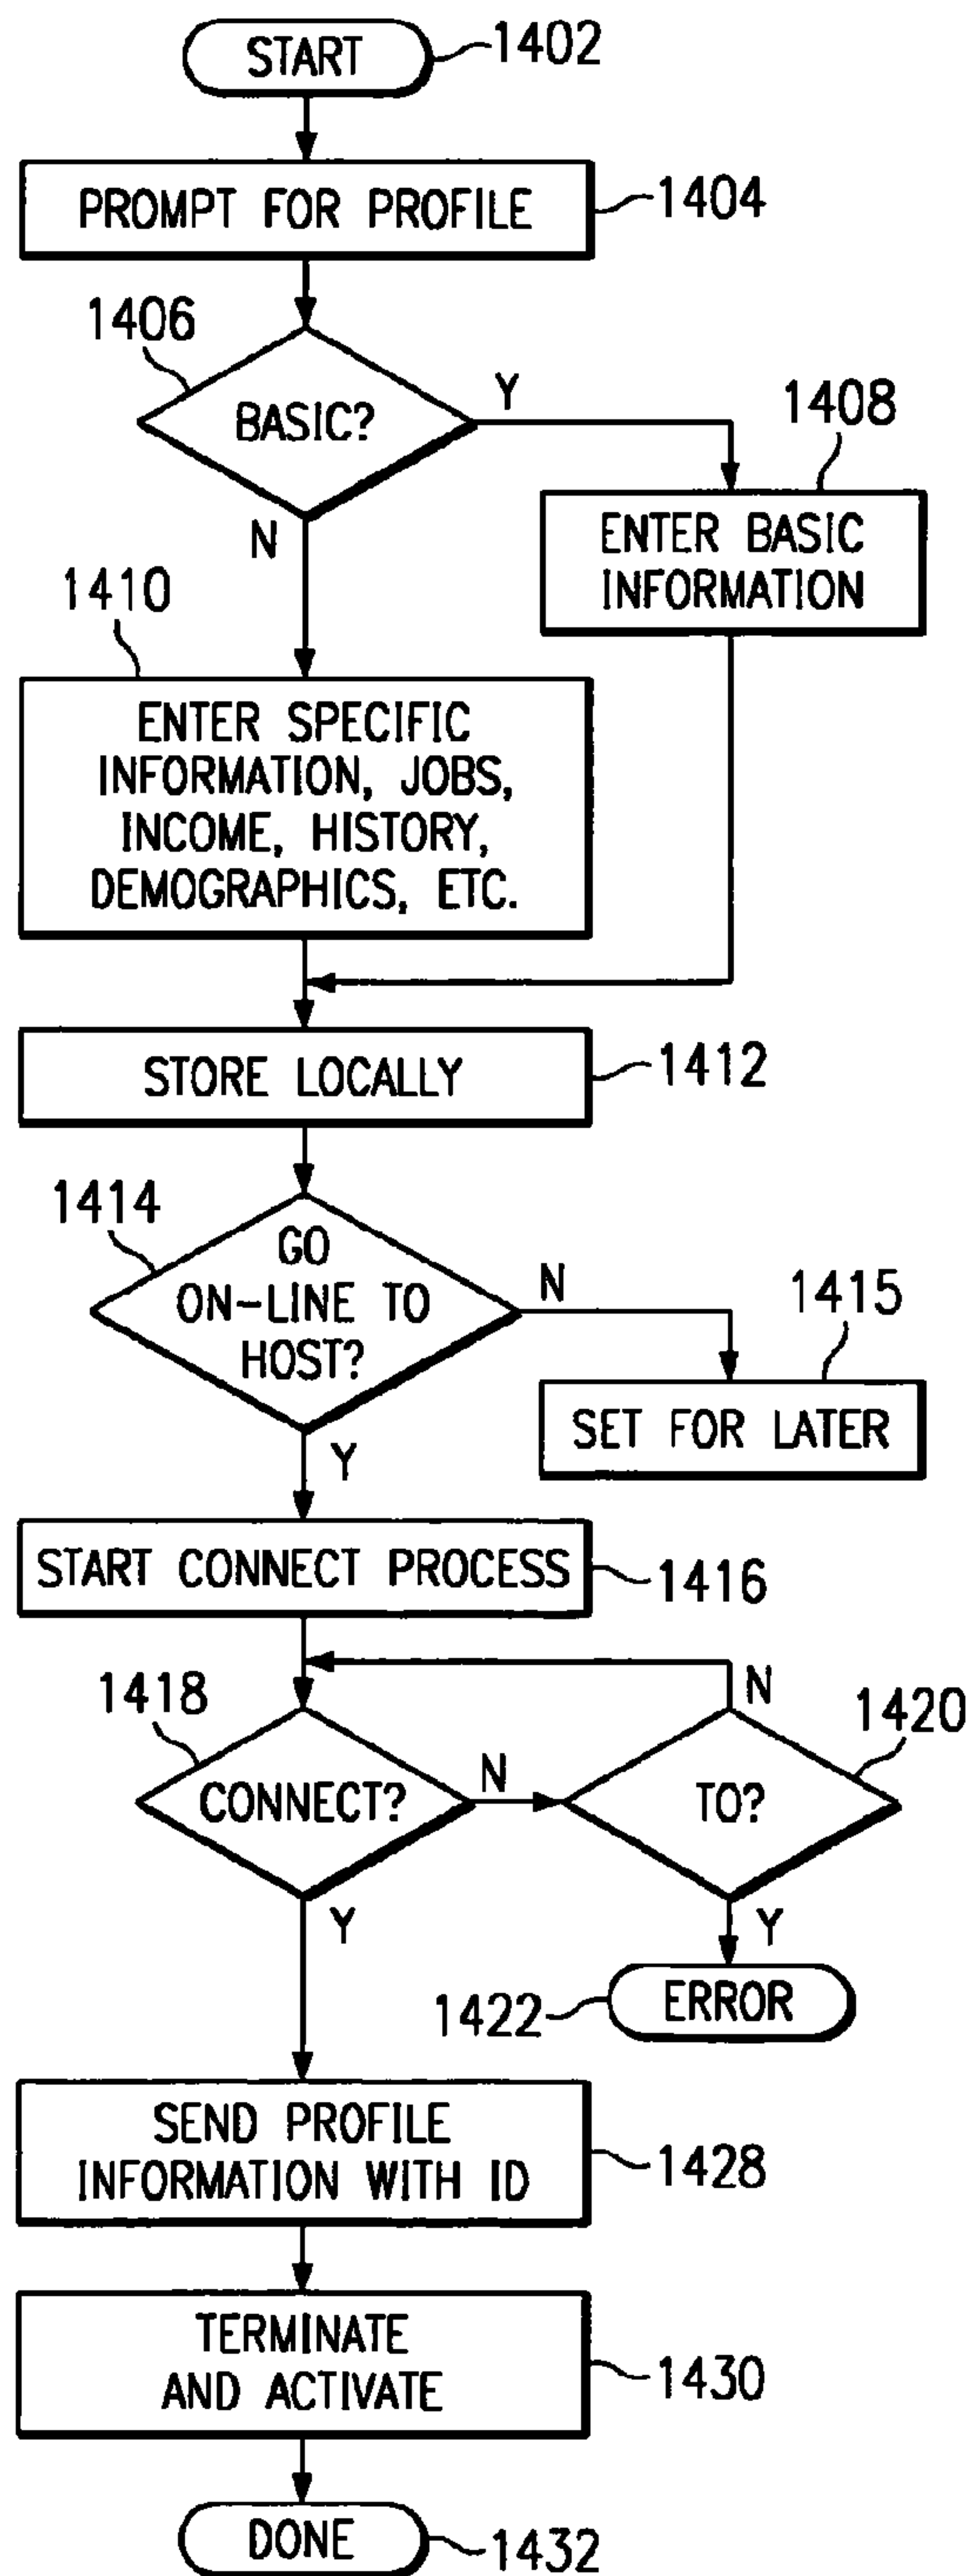 START
1402
PROMPT FOR PROFILE
1404
1406
BASIC?
Y
N
1408
ENTER BASIC
INFORMATION
1410
ENTER SPECIFIC
INFORMATION, JOBS,
INCOME, HISTORY,
DEMOGRAPHICS, ETC.
STORE LOCALLY
1412
1414
GO
ON-LINE TO
HOST?
N
Y
1415
SET FOR LATER
START CONNECT PROCESS
1416
1418
CONNECT?
N
Y
1420
TO?
N
Y
1422
ERROR
SEND PROFILE
INFORMATION WITH ID
1428
TERMINATE
AND ACTIVATE
1430
DONE
1432